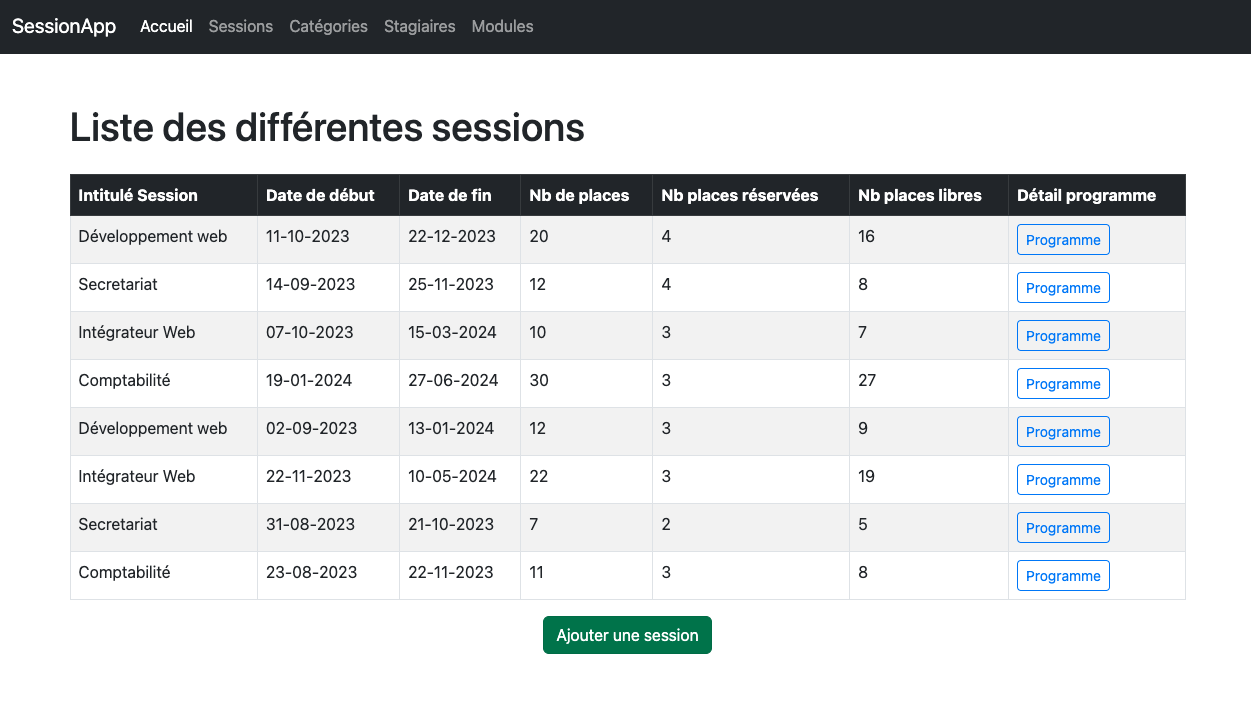 SessionApp Accueil Sessions Catégories Stagiaires Modules
Liste des différentes sessions
Intitulé Session Date de début Date de fin Nb de places Nb places réservées Nb places libres Détail programme
Développement web 11-10-2023 22-12-2023 20 4 16 Programme
Secretariat 14-09-2023 25-11-2023 12 4 8 Programme
Intégrateur Web 07-10-2023 15-03-2024 10 3 7 Programme
Comptabilité 19-01-2024 27-06-2024 30 3 27 Programme
Développement web 02-09-2023 13-01-2024 12 3 9 Programme
Intégrateur Web 22-11-2023 10-05-2024 22 3 19 Programme
Secretariat 31-08-2023 21-10-2023 7 2 5 Programme
Comptabilité 23-08-2023 22-11-2023 11 3 8 Programme
Ajouter une session